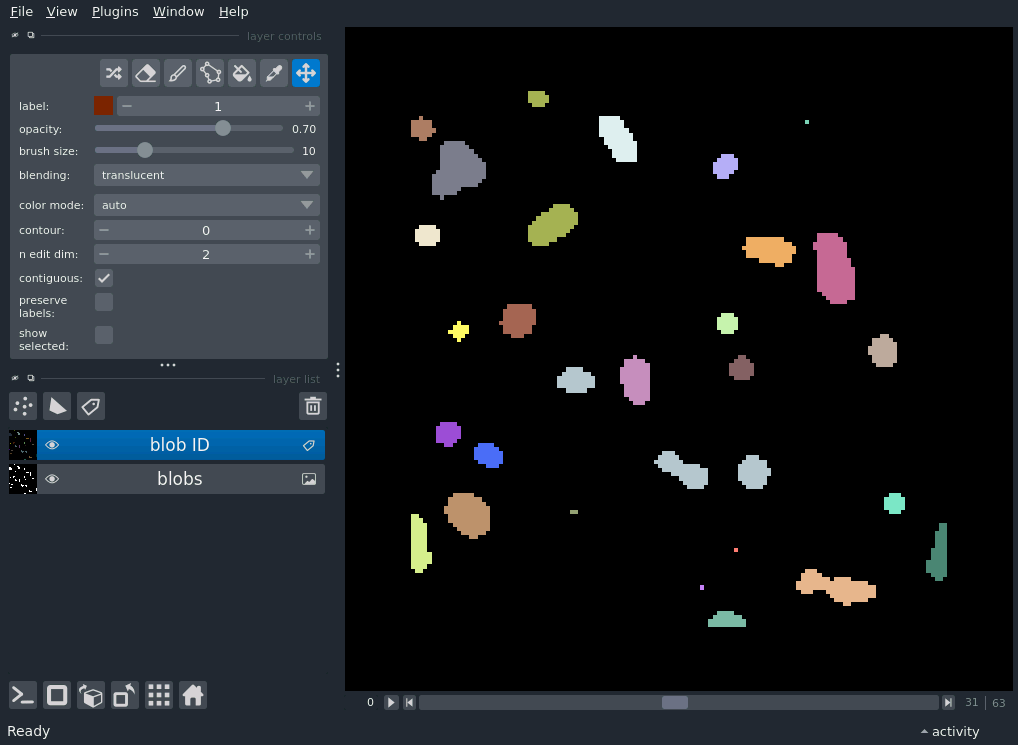 File View Plugins Window Help
layer controls
label: 1
opacity: 0.70
brush size: 10
blending: translucent
color mode: auto
contour: 0
n edit dim: 2
contiguous:
preserve
labels:
show
selected:
layer list
blob ID
blobs
0 31 | 63
Ready activity